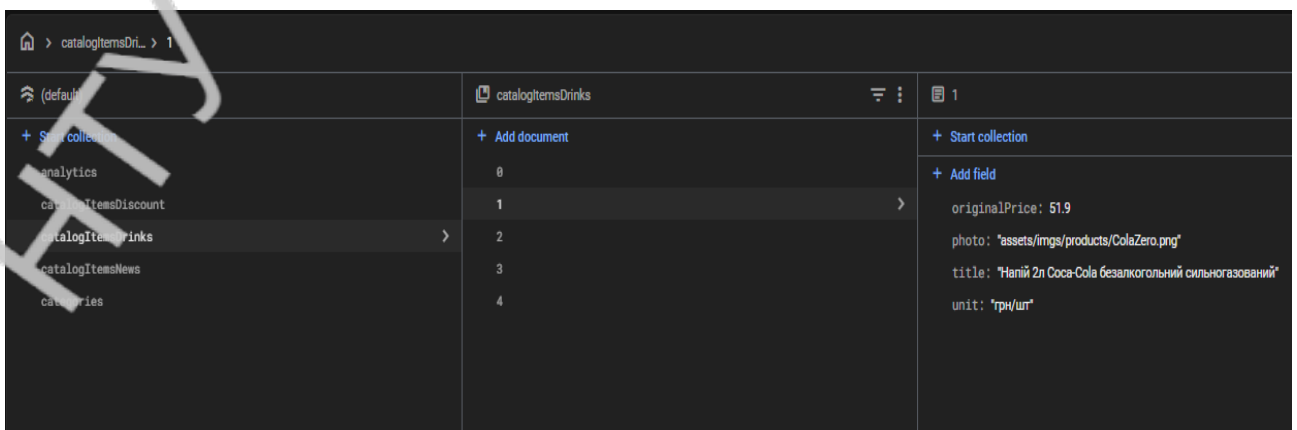 catalogItemsDri... > 1
(default)
+ Start collection
analytics
catalogItemsDiscount
catalogItemsDrinks
catalogItemsNews
categories
catalogItemsDrinks
+ Add document
0
1
2
3
4
1
+ Start collection
+ Add field
originalPrice: 51.9
photo: "assets/imgs/products/ColaZero.png"
title: "Напій 2л Coca-Cola безалкогольний сильногазований"
unit: "грн/шт"
НТУ